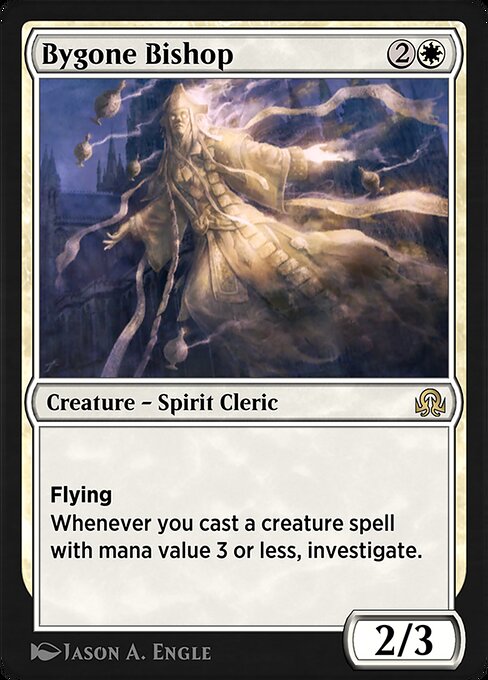 Bygone Bishop 2
Creature – Spirit Cleric
Flying
Whenever you cast a creature spell
with mana value 3 or less, investigate.
2/3
Jason A. Engle